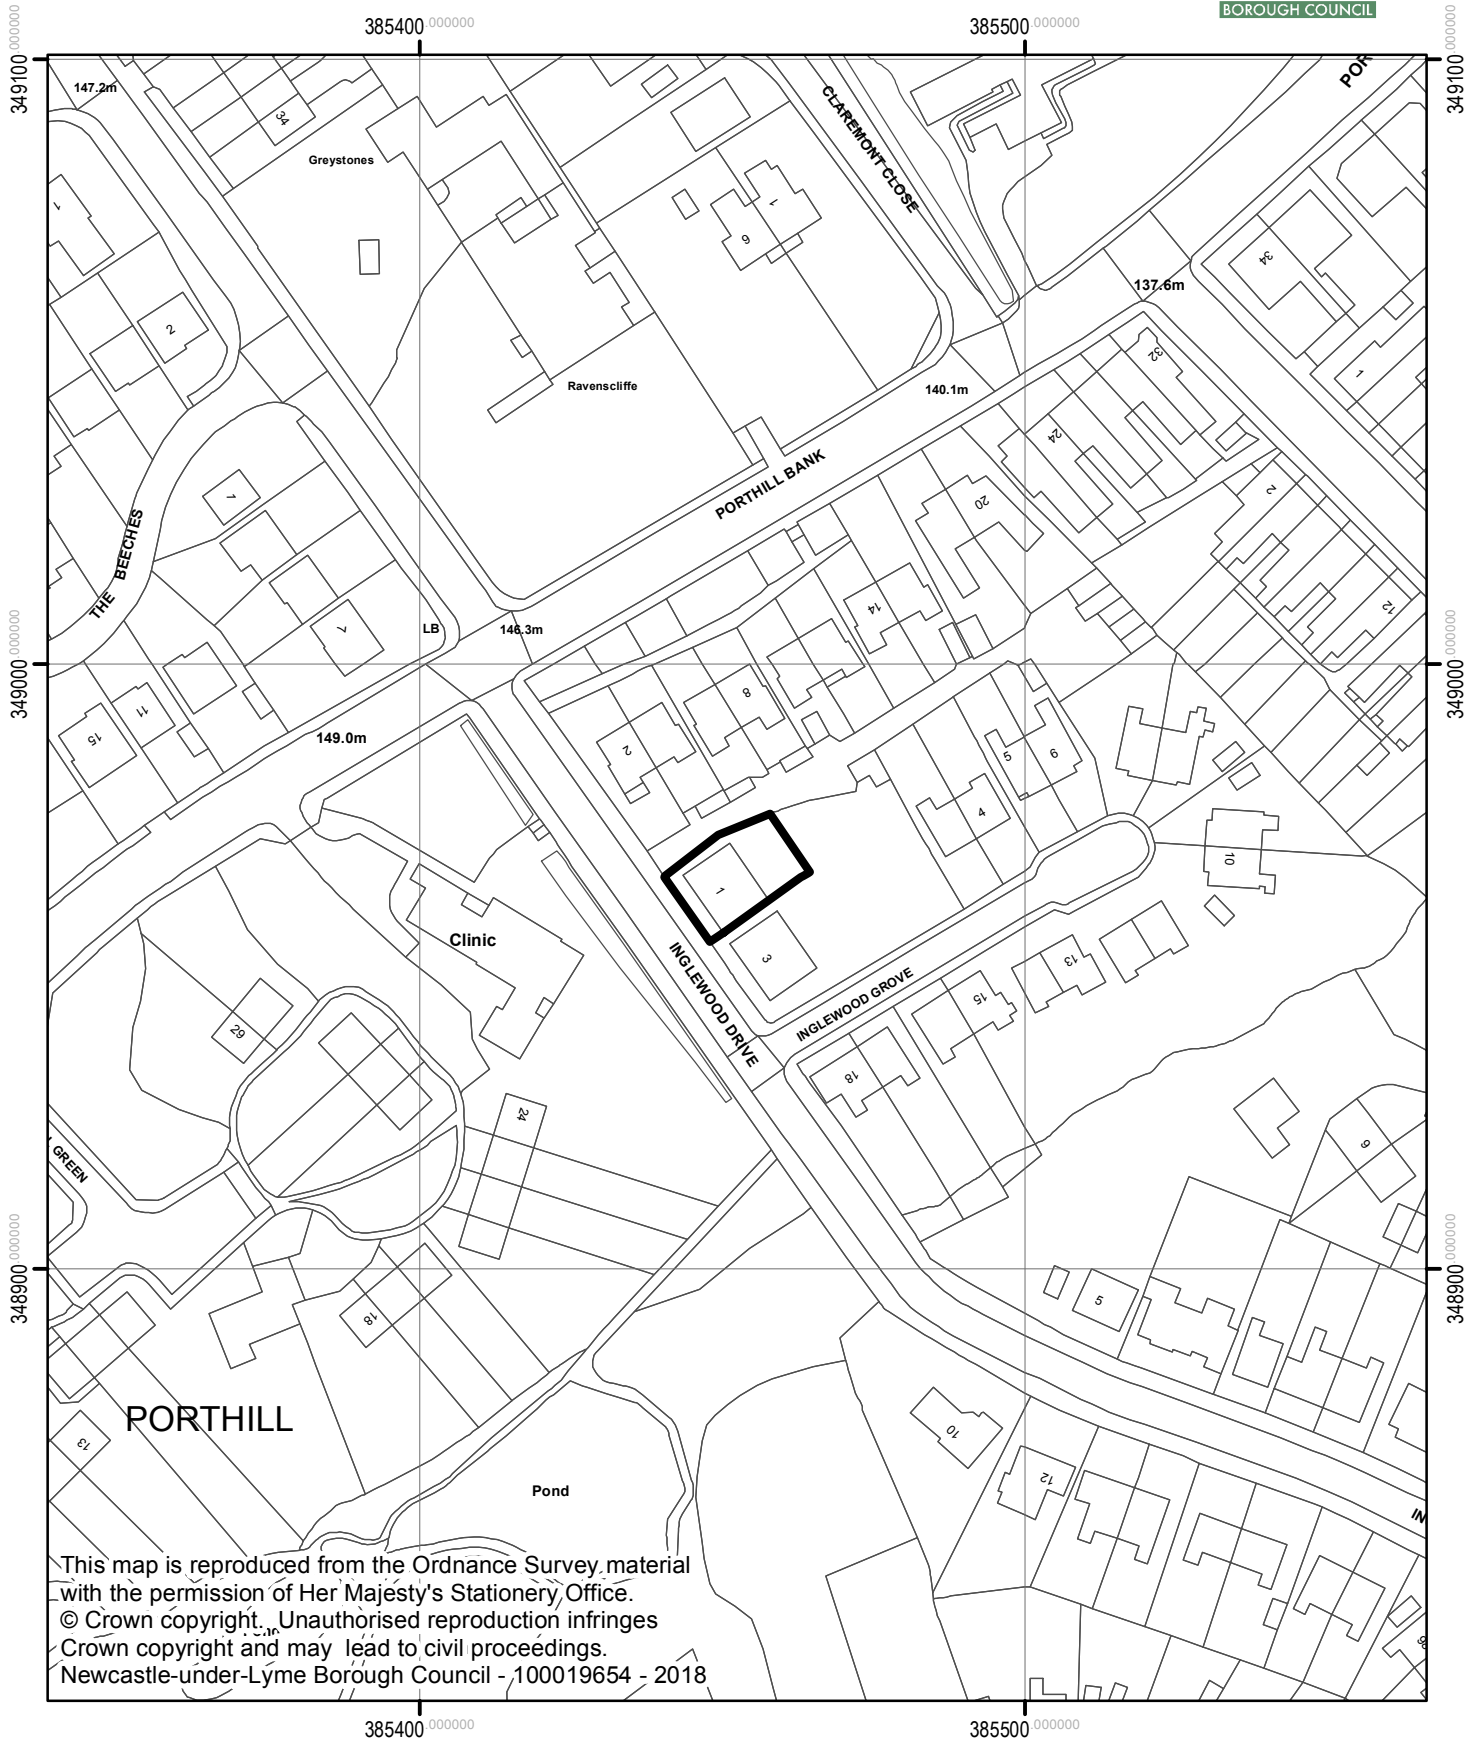 BOROUGH COUNCIL
385400.000000
385500.000000
349100.000000
349100.000000
147.2m
34
Greystones
CLAREMONT CLOSE
POR
1
1
6
34
137.6m
2
32
1
Ravenscliffe
140.1m
24
PORTHILL BANK
2
7
20
THE BEECHES
14
12
7
LB
146.3m
349000.000000
349000.000000
8
11
15
149.0m
2
5
6
4
10
1
Clinic
3
INGLEWOOD DRIVE
INGLEWOOD GROVE
13
15
29
18
24
GREEN
9
348900.000000
348900.000000
18
5
PORTHILL
13
10
12
Pond
IN
This map is reproduced from the Ordnance Survey material
with the permission of Her Majesty's Stationery Office.
© Crown copyright. Unauthorised reproduction infringes
Crown copyright and may lead to civil proceedings.
Newcastle-under-Lyme Borough Council - 100019654 - 2018
385400.000000
385500.000000